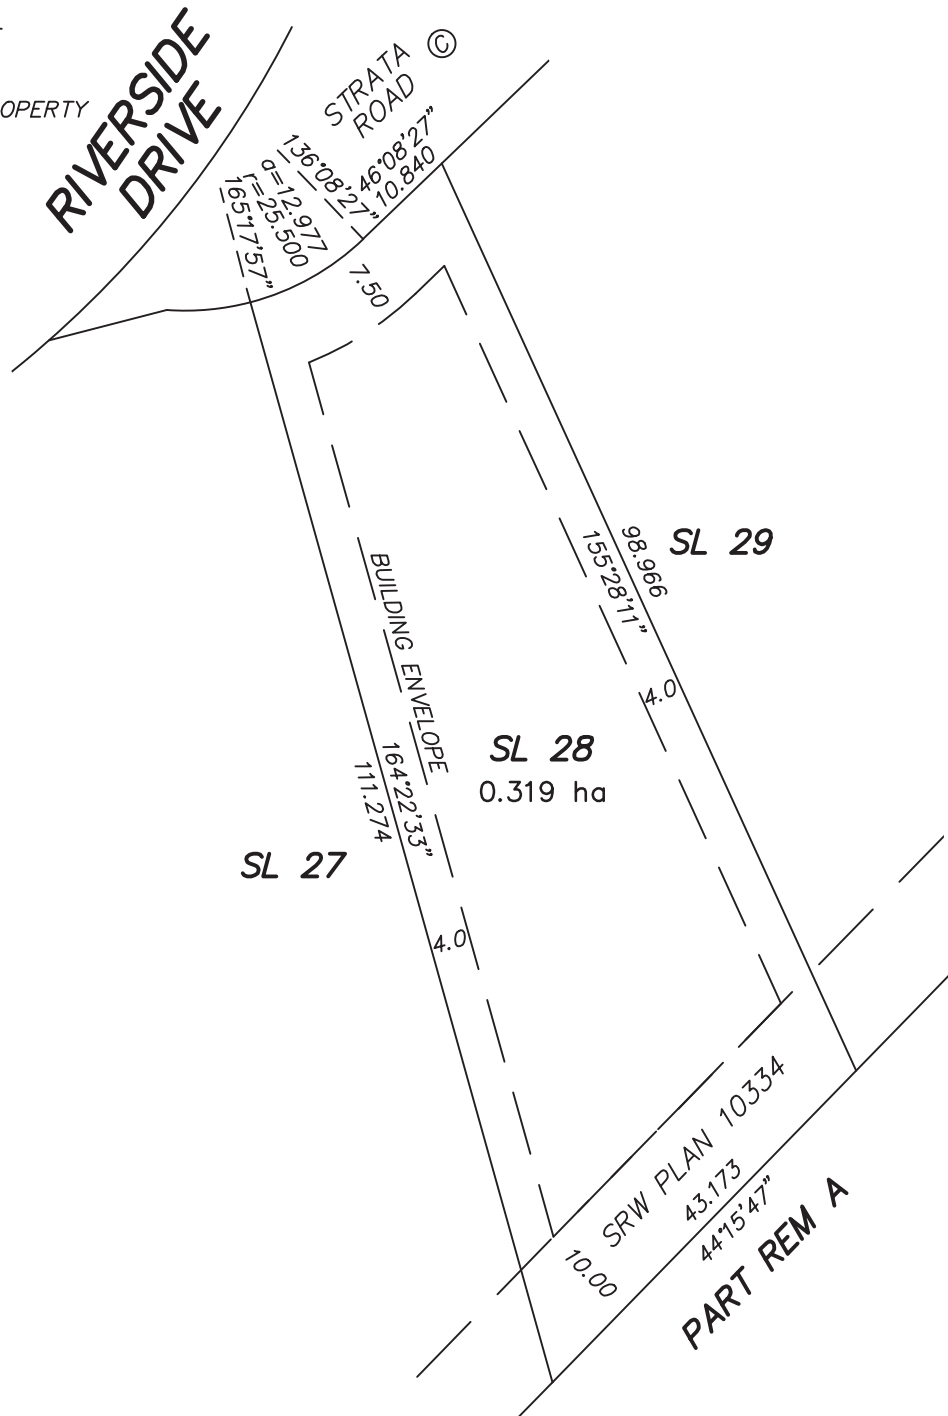 OPERTY
RIVERSIDE
DRIVE
STRATA
ROAD
©
136°08'27"
46°08'27"
10.840
a=12.977
r=25.500
165°17'57"
7.50
BUILDING ENVELOPE
98.966
155°28'11"
SL 29
4.0
SL 28
0.319 ha
164°22'33"
111.274
SL 27
4.0
SRW PLAN 10334
10.00
43.173
44°15'47"
PART REM A